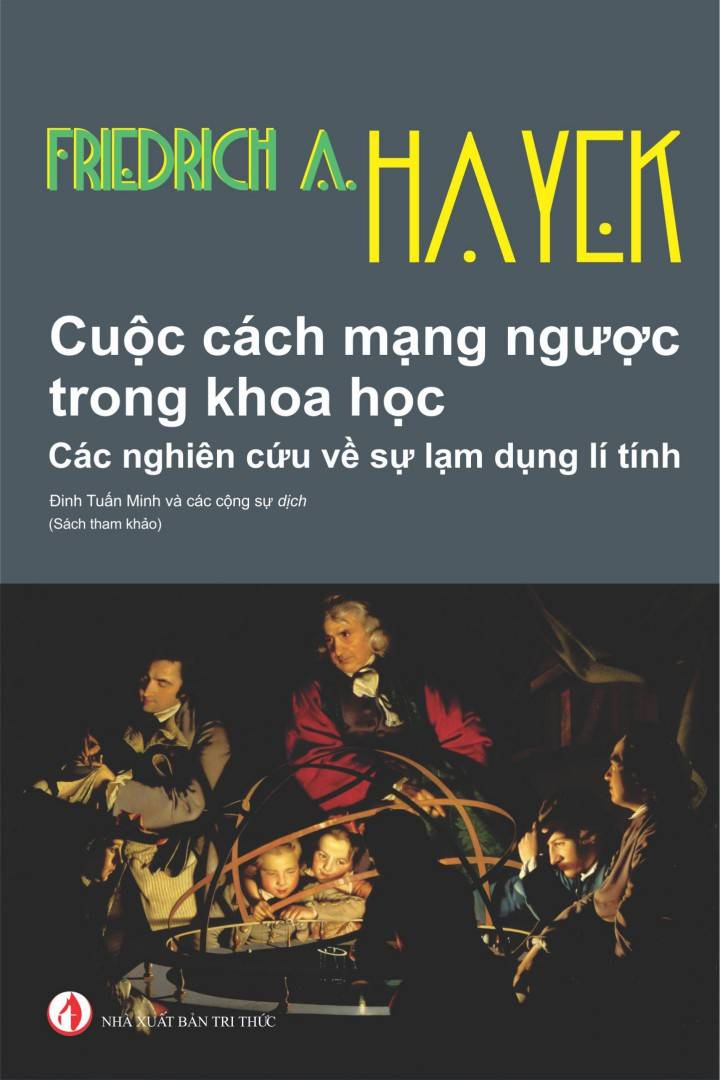 FRIEDRICH A. HAYEK
Cuộc cách mạng ngược
trong khoa học
Các nghiên cứu về sự lạm dụng lí tính
Đinh Tuấn Minh và các cộng sự dịch
(Sách tham khảo)
NHÀ XUẤT BẢN TRI THỨC